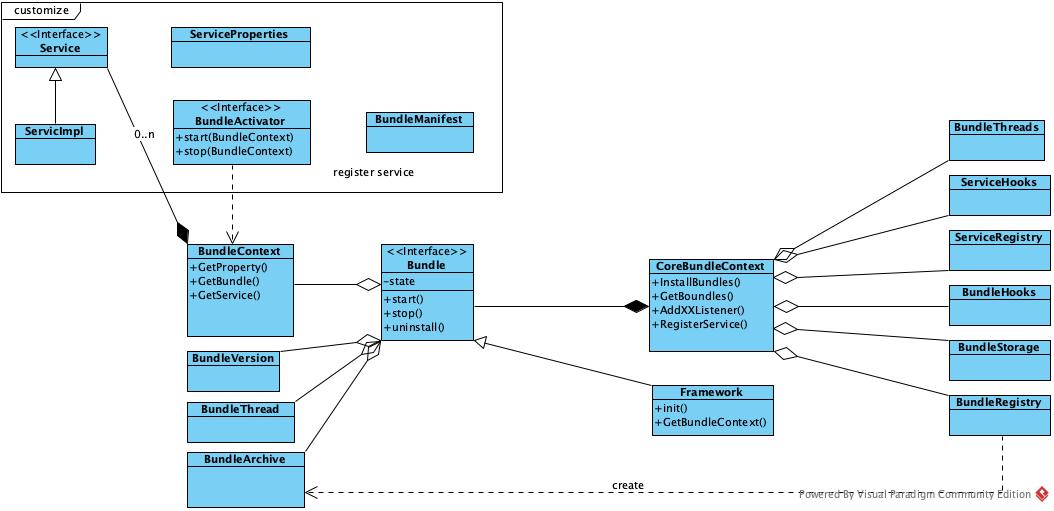 customize
<<Interface>>
Service
ServiceProperties
<<Interface>>
BundleActivator
+start(BundleContext)
+stop(BundleContext)
BundleManifest
ServicImpl
0..n
register service
BundleContext
+GetProperty()
+GetBundle()
+GetService()
<<Interface>>
Bundle
-state
+start()
+stop()
+uninstall()
CoreBundleContext
+InstallBundles()
+GetBoundles()
+AddXXListener()
+RegisterService()
BundleThreads
ServiceHooks
ServiceRegistry
BundleHooks
BundleStorage
BundleRegistry
BundleVersion
BundleThread
BundleArchive
Framework
+init()
+GetBundleContext()
create
Powered By Visual Paradigm Community Edition